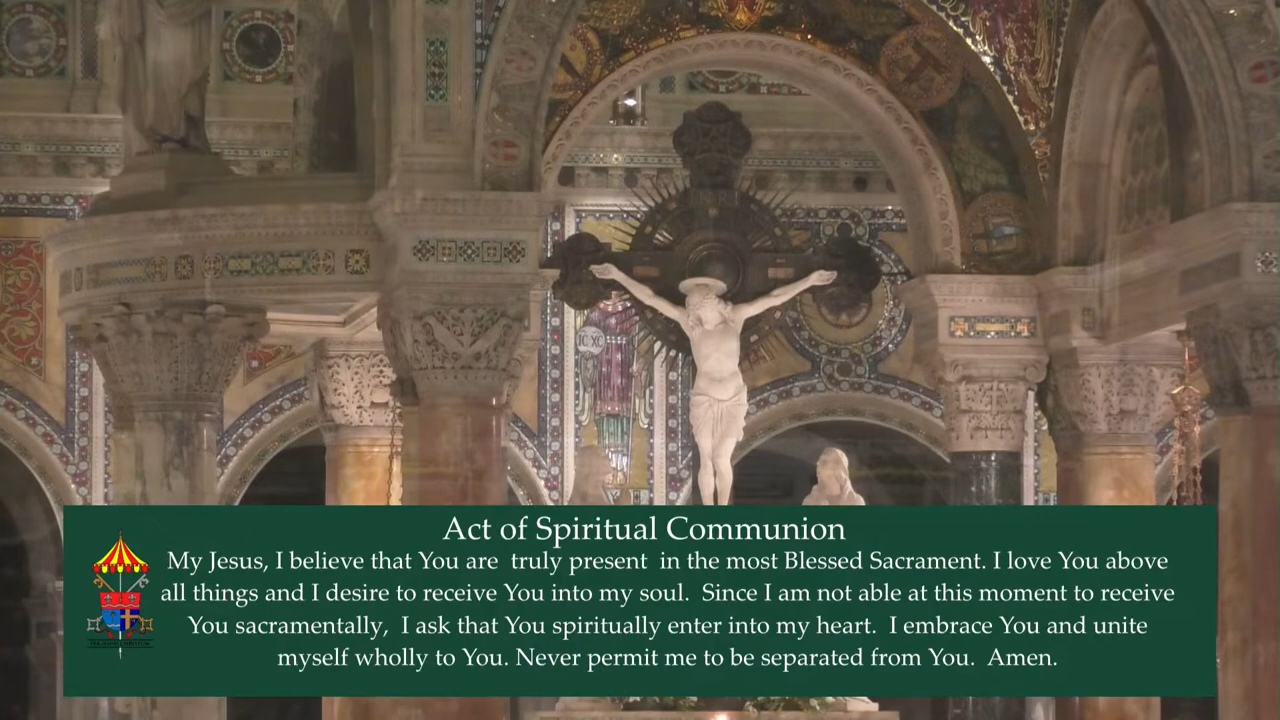 INRI
IC XC
Act of Spiritual Communion
My Jesus, I believe that You are truly present in the most Blessed Sacrament. I love You above
all things and I desire to receive You into my soul. Since I am not able at this moment to receive
You sacramentally, I ask that You spiritually enter into my heart. I embrace You and unite
myself wholly to You. Never permit me to be separated from You. Amen.